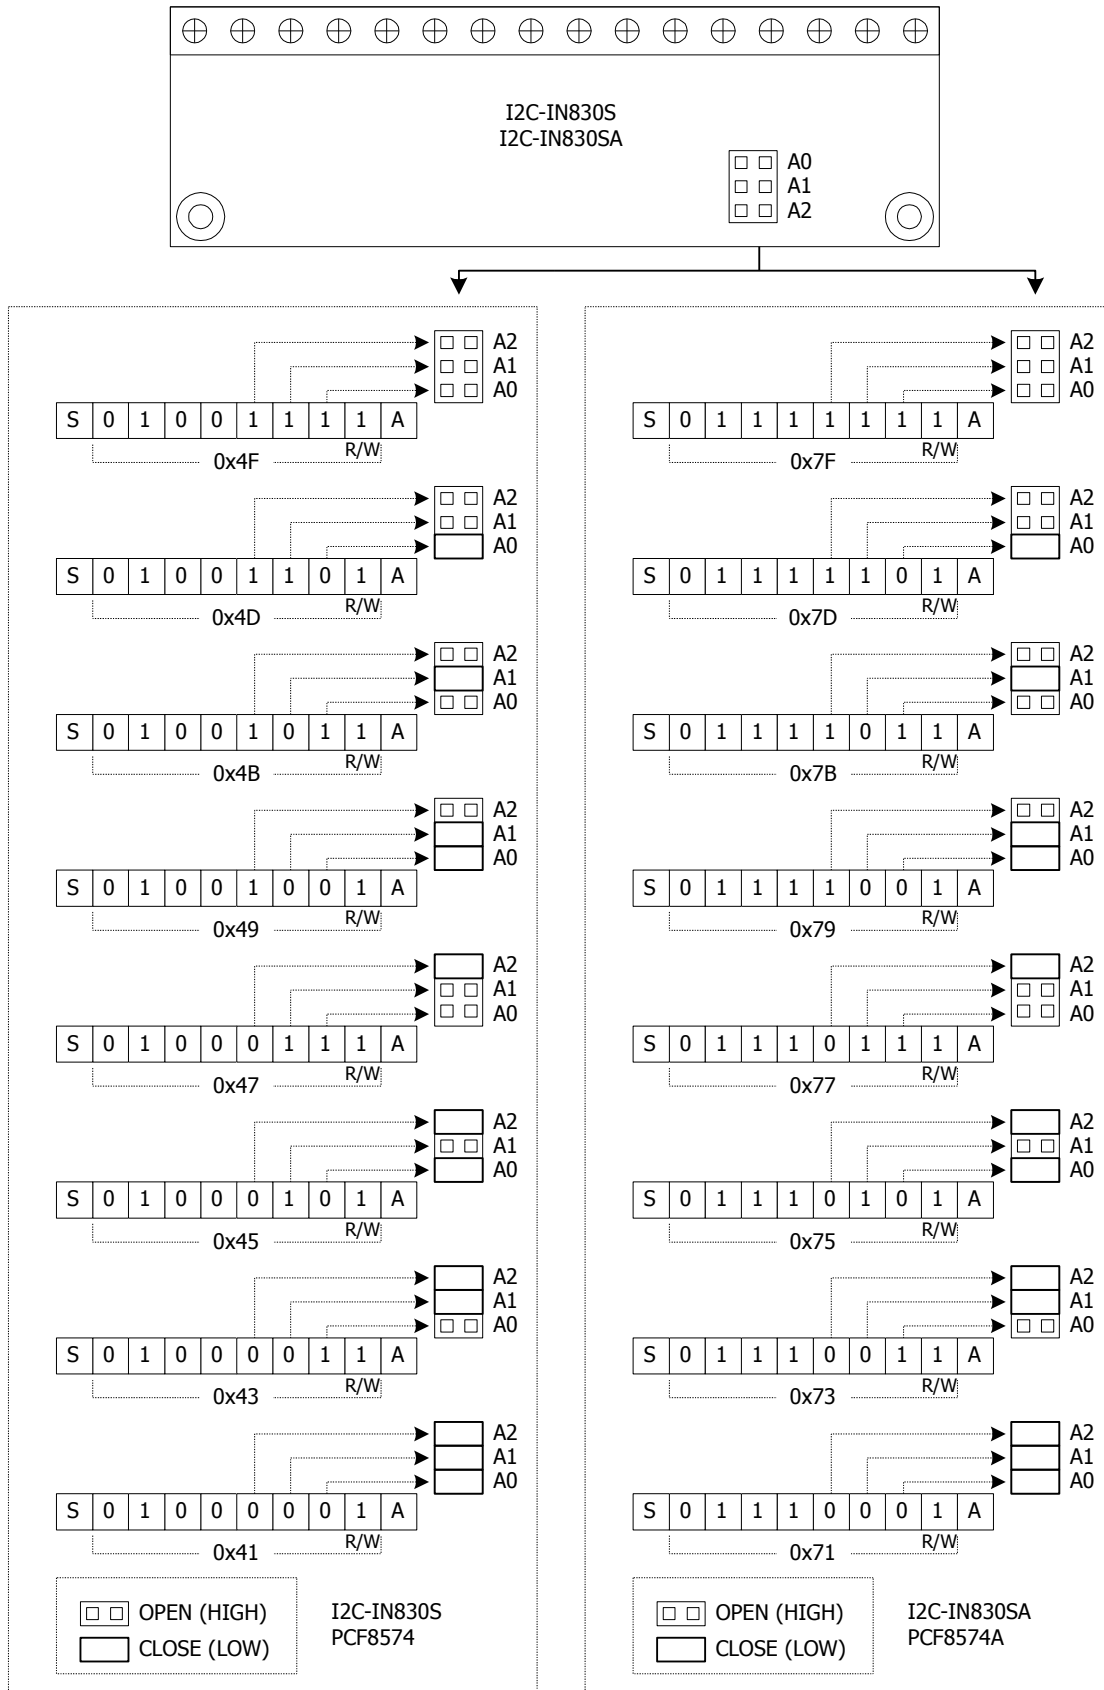 I2C-IN830S
I2C-IN830SA
A0
A1
A2
A2
A1
A0
S 0 1 0 0 1 1 1 1 A
R/W
0x4F
A2
A1
A0
S 0 1 0 0 1 1 0 1 A
R/W
0x4D
A2
A1
A0
S 0 1 0 0 1 0 1 1 A
R/W
0x4B
A2
A1
A0
S 0 1 0 0 1 0 0 1 A
R/W
0x49
A2
A1
A0
S 0 1 0 0 0 1 1 1 A
R/W
0x47
A2
A1
A0
S 0 1 0 0 0 1 0 1 A
R/W
0x45
A2
A1
A0
S 0 1 0 0 0 0 1 1 A
R/W
0x43
A2
A1
A0
S 0 1 0 0 0 0 0 1 A
R/W
0x41
OPEN (HIGH)
CLOSE (LOW)
I2C-IN830S
PCF8574
A2
A1
A0
S 0 1 1 1 1 1 1 1 A
R/W
0x7F
A2
A1
A0
S 0 1 1 1 1 1 0 1 A
R/W
0x7D
A2
A1
A0
S 0 1 1 1 1 0 1 1 A
R/W
0x7B
A2
A1
A0
S 0 1 1 1 1 0 0 1 A
R/W
0x79
A2
A1
A0
S 0 1 1 1 0 1 1 1 A
R/W
0x77
A2
A1
A0
S 0 1 1 1 0 1 0 1 A
R/W
0x75
A2
A1
A0
S 0 1 1 1 0 0 1 1 A
R/W
0x73
A2
A1
A0
S 0 1 1 1 0 0 0 1 A
R/W
0x71
OPEN (HIGH)
CLOSE (LOW)
I2C-IN830SA
PCF8574A